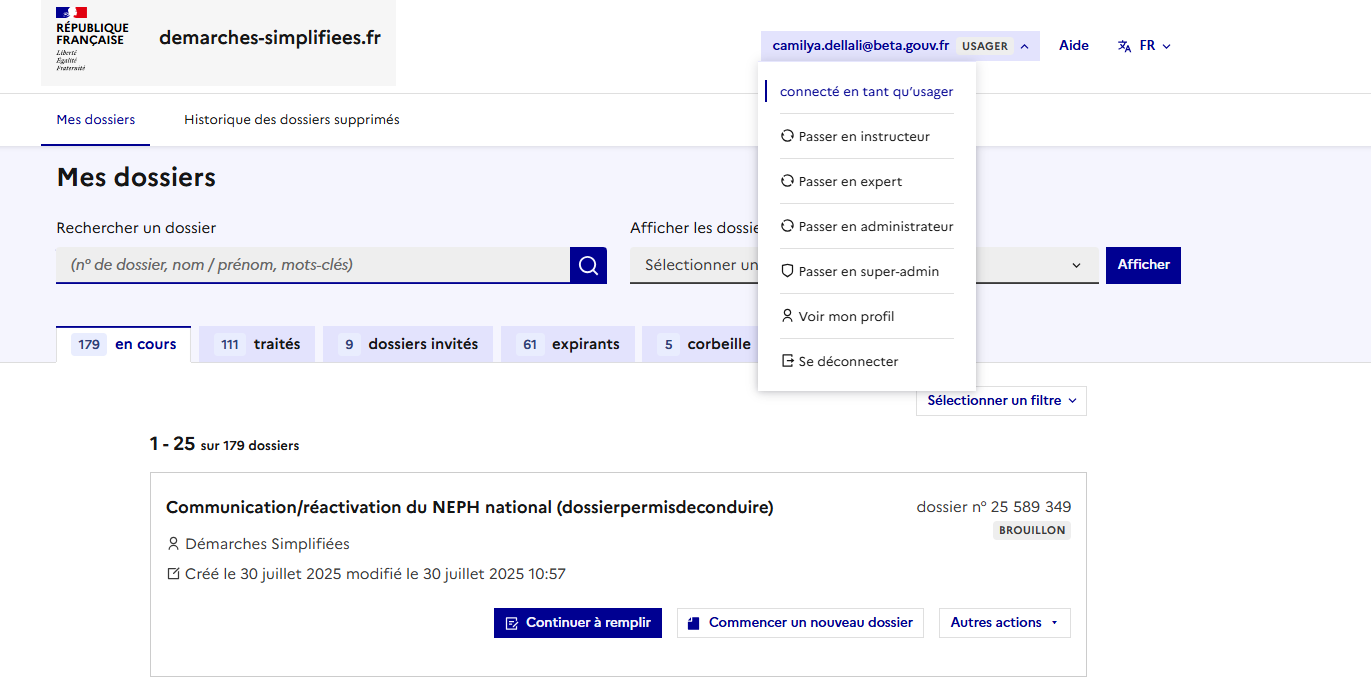 RÉPUBLIQUE
FRANÇAISE
Liberté
Égalité
Fraternité
demarches-simplifiees.fr
camilya.dellali@beta.gouv.fr USAGER
Aide
FR
connecté en tant qu'usager
Passer en instructeur
Passer en expert
Passer en administrateur
Passer en super-admin
Voir mon profil
Se déconnecter
Mes dossiers
Historique des dossiers supprimés
Mes dossiers
Rechercher un dossier
(n° de dossier, nom / prénom, mots-clés)
Afficher les dossie
Sélectionner un
Afficher
179 en cours
111 traités
9 dossiers invités
61 expirants
5 corbeille
Sélectionner un filtre
1 - 25 sur 179 dossiers
Communication/réactivation du NEPH national (dossierpermisdeconduire)
dossier n° 25 589 349
BROUILLON
Démarches Simplifiées
Créé le 30 juillet 2025 modifié le 30 juillet 2025 10:57
Continuer à remplir
Commencer un nouveau dossier
Autres actions